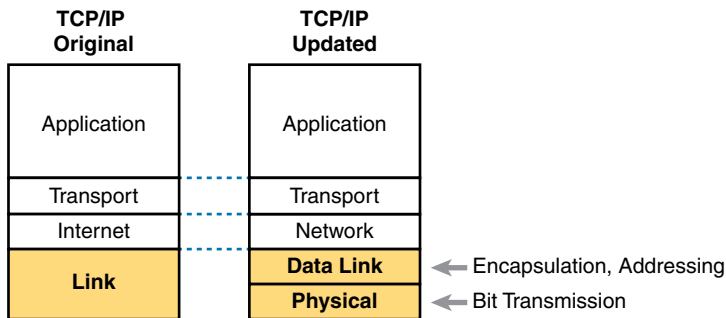 TCP/IP
Original
TCP/IP
Updated
Application
Application
Transport
Transport
Internet
Network
Link
Data Link
Encapsulation, Addressing
Physical
Bit Transmission